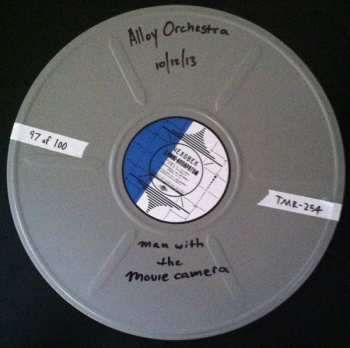 Alloy Orchestra
10/12/13
97 of 100
TMR-254
man with
the
movie camera